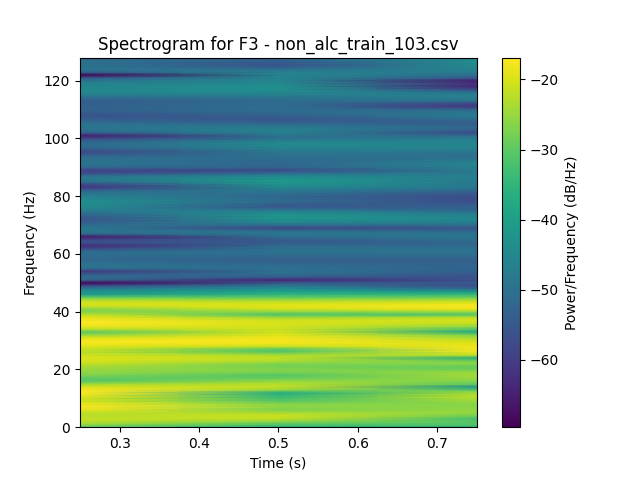 Spectrogram for F3 - non_alc_train_103.csv
120
100
80
60
40
20
0
Frequency (Hz)
0.3 0.4 0.5 0.6 0.7
Time (s)
−20
−30
−40
−50
−60
Power/Frequency (dB/Hz)